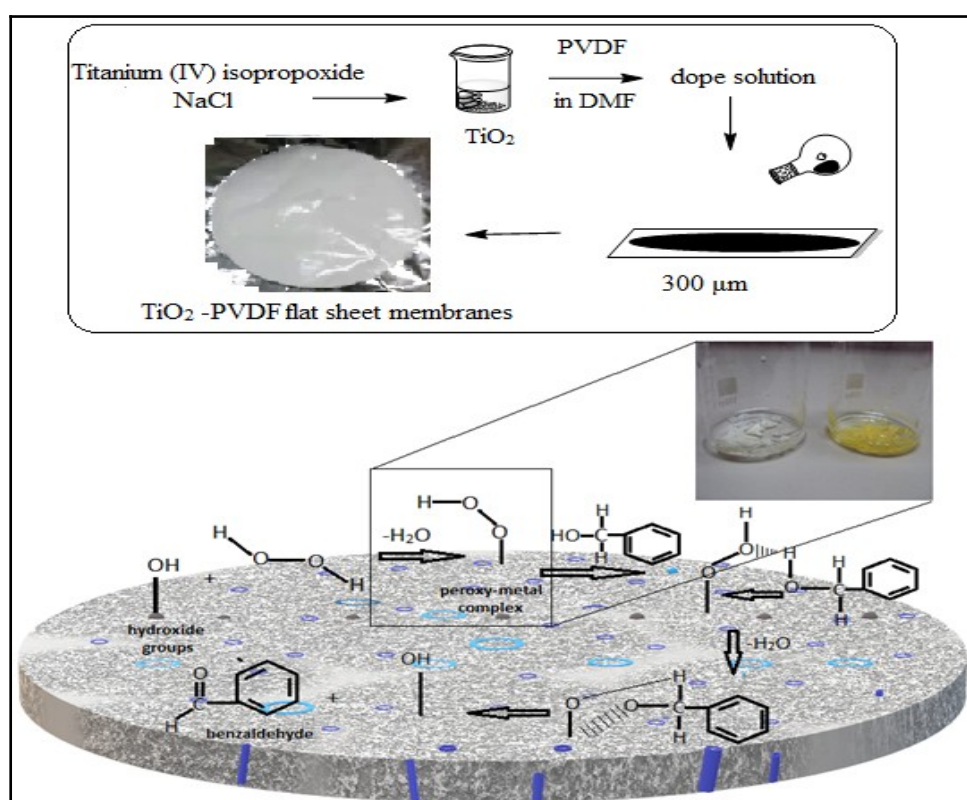 PVDF
Titanium (IV) isopropoxide
NaCl
in DMF
dope solution
TiO₂
300 µm
TiO₂ -PVDF flat sheet membranes
H
O
O
H
-H₂O
H
O
O
peroxy-metal
complex
OH
+
hydroxide
groups
H
HO
C
H
H
O
O
H
O
C
H
H
-H₂O
O
C
H
benzaldehyde
+
OH
O
O
H
C
H